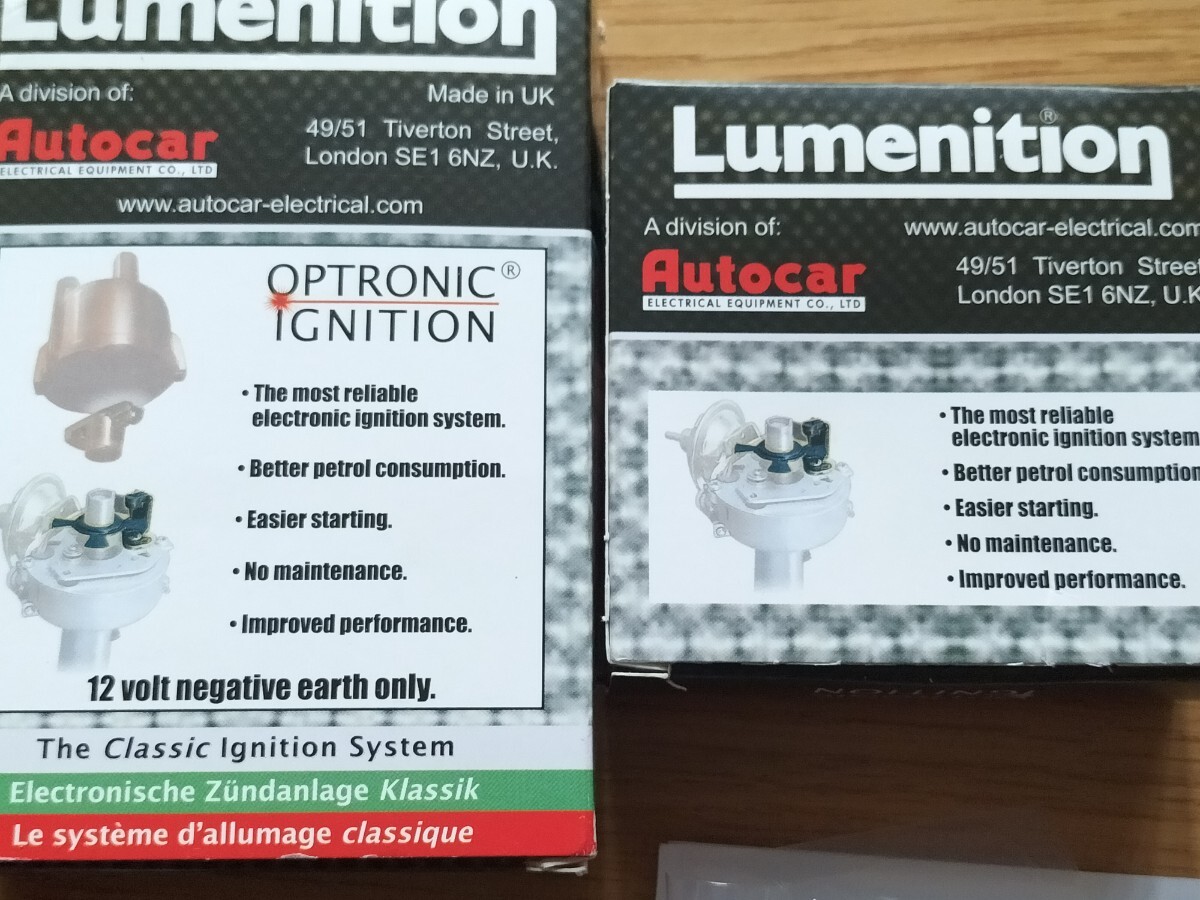 Lumenition
A division of:
Made in UK
Autocar
ELECTRICAL EQUIPMENT CO., LTD
49/51 Tiverton Street,
London SE1 6NZ, U.K.
www.autocar-electrical.com
OPTRONIC®
IGNITION
• The most reliable
electronic ignition system.
• Better petrol consumption.
• Easier starting.
• No maintenance.
• Improved performance.
12 volt negative earth only.
The Classic Ignition System
Electronische Zündanlage Klassik
Le système d'allumage classique
Lumenition®
A division of:
www.autocar-electrical.com
Autocar
ELECTRICAL EQUIPMENT CO., LTD
49/51 Tiverton Street
London SE1 6NZ, U.K
• The most reliable
electronic ignition system
• Better petrol consumption
• Easier starting.
• No maintenance.
• Improved performance.
IGNITION